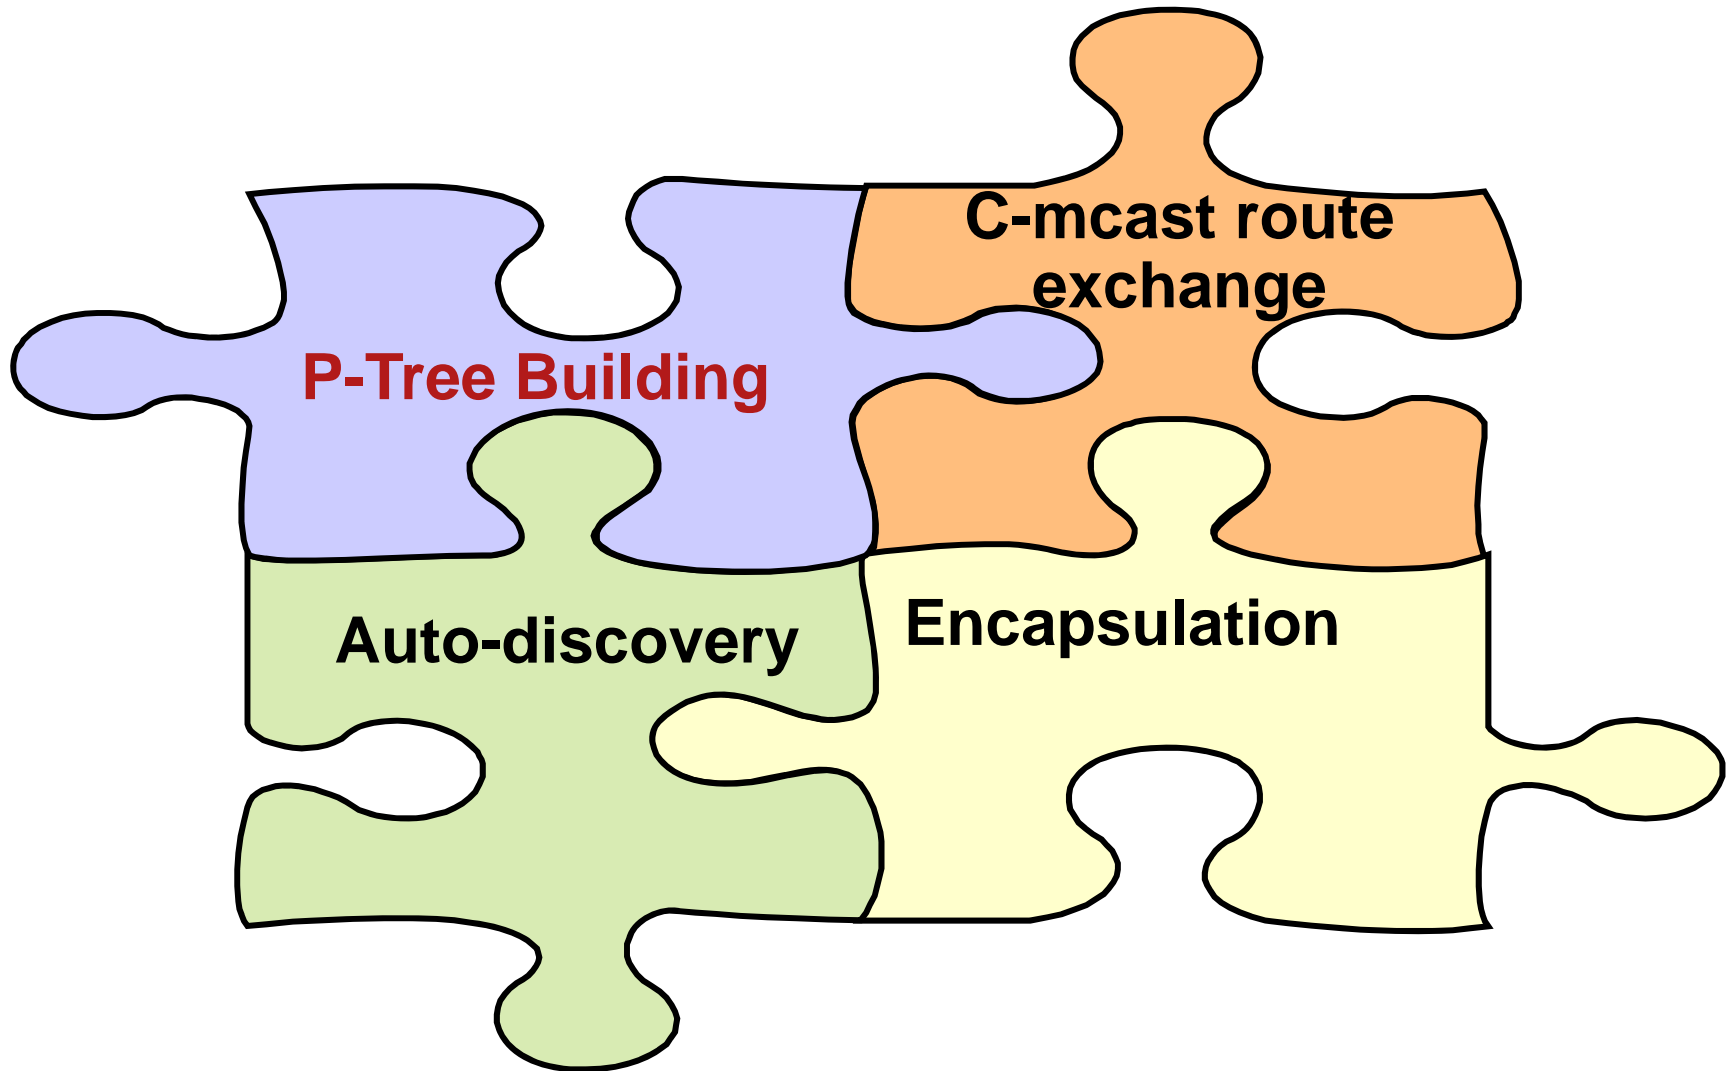 C-mcast route
exchange
P-Tree Building
Auto-discovery
Encapsulation